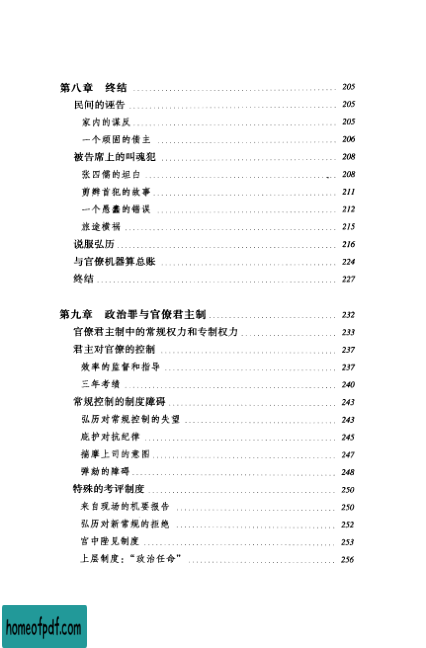 第八章 终结 205
民间的诬告 205
家内的谋反 205
一个顽固的债主 206
被告席上的叫魂犯 208
张四儒的坦白 208
剪辫首犯的故事 211
一个愚蠢的错误 212
旅途横祸 215
说服弘历 216
与官僚机器算总账 224
终结 227
第九章 政治罪与官僚君主制 232
官僚君主制中的常规权力和专制权力 233
君主对官僚的控制 237
效率的监督和指导 237
三年考绩 240
常规控制的制度障碍 243
弘历对常规控制的失望 243
庇护对抗纪律 245
揣摩上司的意图 247
弹劾的障碍 248
特殊的考评制度 250
来自现场的机要报告 250
弘历对新常规的拒绝 252
宫中陛见制度 253
上层制度：“政治任命” 256
homeofpdf.com